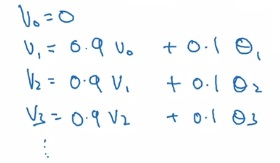 V₀ = 0
V₁ = 0.9 V₀ + 0.1 θ₁
V₂ = 0.9 V₁ + 0.1 θ₂
V₃ = 0.9 V₂ + 0.1 θ₃
⋮